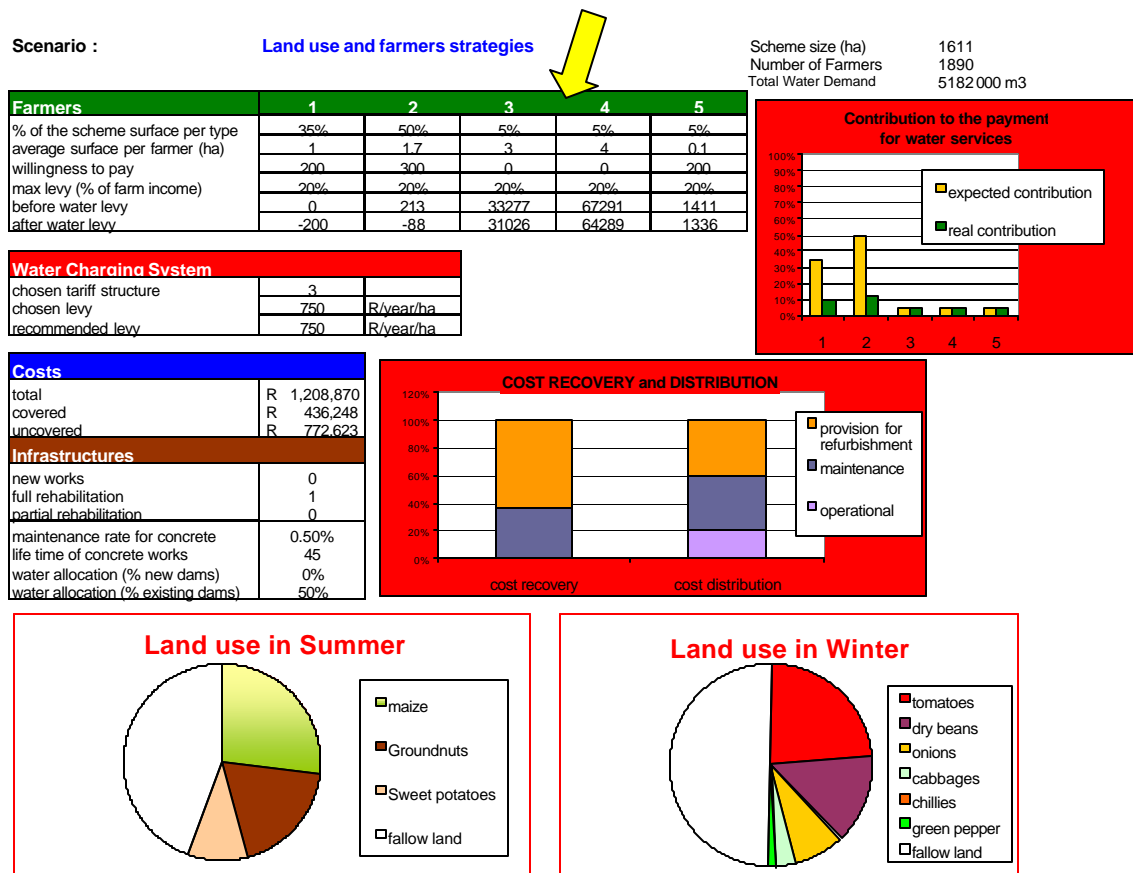 Scenario :
Land use and farmers strategies
Scheme size (ha) 1611
Number of Farmers 1890
Total Water Demand 5182 000 m3
Farmers 1 2 3 4 5
% of the scheme surface per type 35% 50% 5% 5% 5%
average surface per farmer (ha) 1 1.7 3 4 0.1
willingness to pay 200 300 0 0 200
max levy (% of farm income) 20% 20% 20% 20% 20%
before water levy 0 213 33277 67291 1411
after water levy -200 -88 31026 64289 1336
Contribution to the payment
for water services
100%
90%
80%
70%
60%
50%
40%
30%
20%
10%
0%
1 2 3 4 5
expected contribution
real contribution
Water Charging System
chosen tariff structure 3
chosen levy 750 R/year/ha
recommended levy 750 R/year/ha
Costs
total R 1,208,870
covered R 436,248
uncovered R 772,623
Infrastructures
new works 0
full rehabilitation 1
partial rehabilitation 0
maintenance rate for concrete 0.50%
life time of concrete works 45
water allocation (% new dams) 0%
water allocation (% existing dams) 50%
COST RECOVERY and DISTRIBUTION
120%
100%
80%
60%
40%
20%
0%
cost recovery cost distribution
provision for
refurbishment
maintenance
operational
Land use in Summer
maize
Groundnuts
Sweet potatoes
fallow land
Land use in Winter
tomatoes
dry beans
onions
cabbages
chillies
green pepper
fallow land